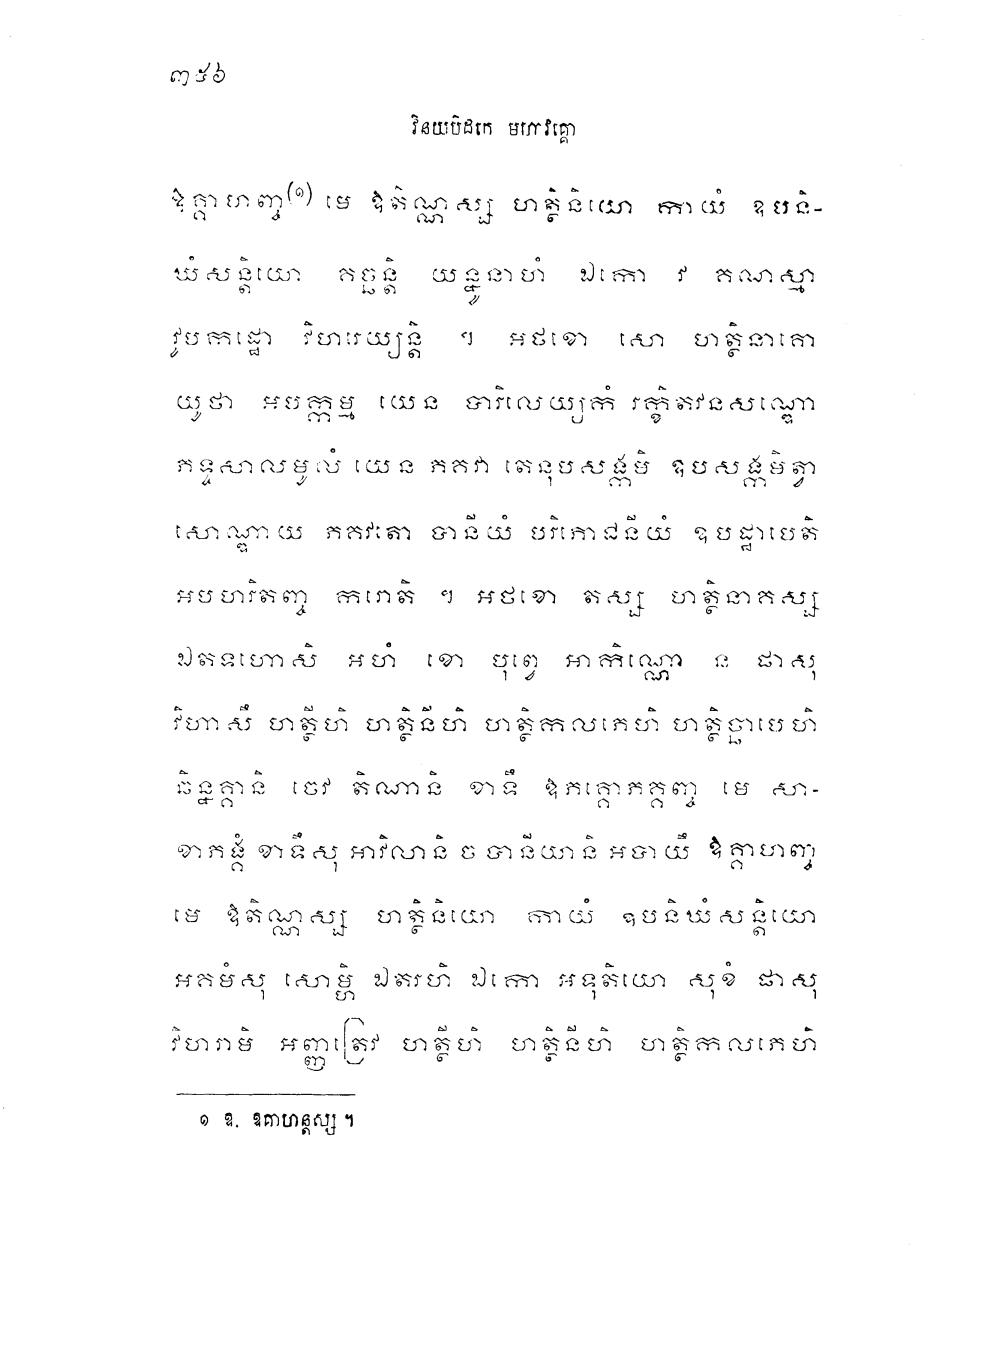 ៣៥៦
វិនយបិដកេ មហាវគ្គោ
ឱគ្គាហញ្ច(១) មេ ឱតិណ្ណស្ស ហត្ថិនិយោ កាយំ ឧបនិ-
ឃំសន្តិយោ គច្ឆន្តិ យន្នូនាហំ ឯកោ វ គណស្មា
វូបកដ្ឋោ វិហរេយ្យន្តិ ។ អថខោ សោ ហត្ថិនាគោ
យូថា អបក្កម្ម យេន បារិលេយ្យកំ រក្ខិតវនសណ្ឌោ
ភទ្ទសាលមូលំ យេន ភគវា តេនុបសង្កមិ ឧបសង្កមិត្វា
សោណ្ឌាយ ភគវតោ បានីយំ បរិភោជនីយំ ឧបដ្ឋាបេតិ
អបហរិតញ្ច ករោតិ ។ អថខោ តស្ស ហត្ថិនាគស្ស
ឯតទហោសិ អហំ ខោ បុព្វេ អាកិណ្ណោ ន ផាសុ
វិហាសឹ ហត្ថីហិ ហត្ថិនីហិ ហត្ថិកាលភេហិ ហត្ថិច្ឆាបេហិ
ឆិន្នគ្គានិ ចេវ តិណានិ ខាទឹ ឱភគ្គោភគ្គញ្ច មេ សា-
ខាភង្គំ ខាទឹសុ អាវិលានិ ច បានីយានិ អបាយឹ ឱគ្គាហញ្ច
មេ ឱតិណ្ណស្ស ហត្ថិនិយោ កាយំ ឧបនិឃំសន្តិយោ
អគមំសុ សោម្ហិ ឯតរហិ ឯកោ អទុតិយោ សុខំ ផាសុ
វិហរាមិ អញ្ញត្រេវ ហត្ថីហិ ហត្ថិនីហិ ហត្ថិកាលភេហិ
១ ឱ. ឱគាហន្តស្ស ។